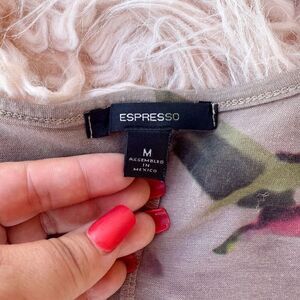 ESPRESSO
M
ASSEMBLED
IN
MEXICO